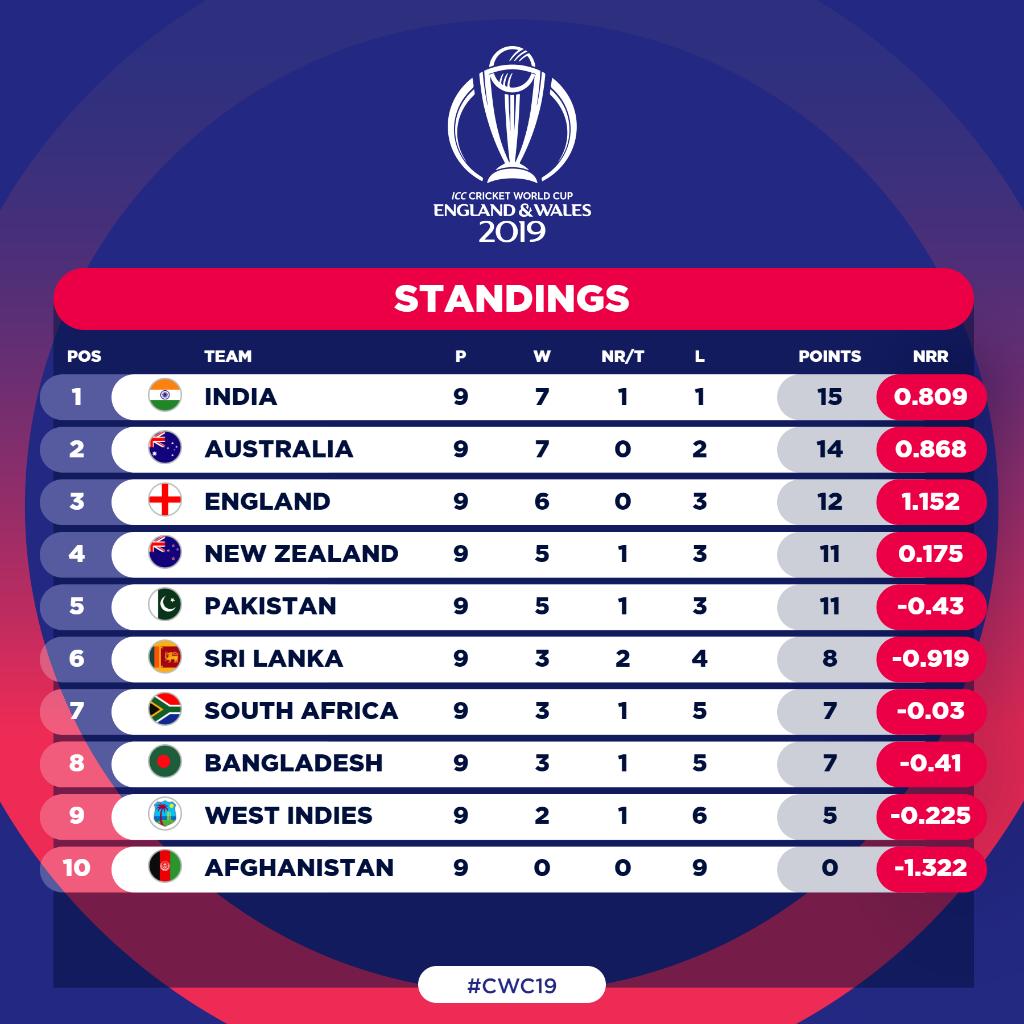 ICC CRICKET WORLD CUP
ENGLAND & WALES
2019
STANDINGS
POS TEAM P W NR/T L POINTS NRR
1 INDIA 9 7 1 1 15 0.809
2 AUSTRALIA 9 7 0 2 14 0.868
3 ENGLAND 9 6 0 3 12 1.152
4 NEW ZEALAND 9 5 1 3 11 0.175
5 PAKISTAN 9 5 1 3 11 -0.43
6 SRI LANKA 9 3 2 4 8 -0.919
7 SOUTH AFRICA 9 3 1 5 7 -0.03
8 BANGLADESH 9 3 1 5 7 -0.41
9 WEST INDIES 9 2 1 6 5 -0.225
10 AFGHANISTAN 9 0 0 9 0 -1.322
#CWC19